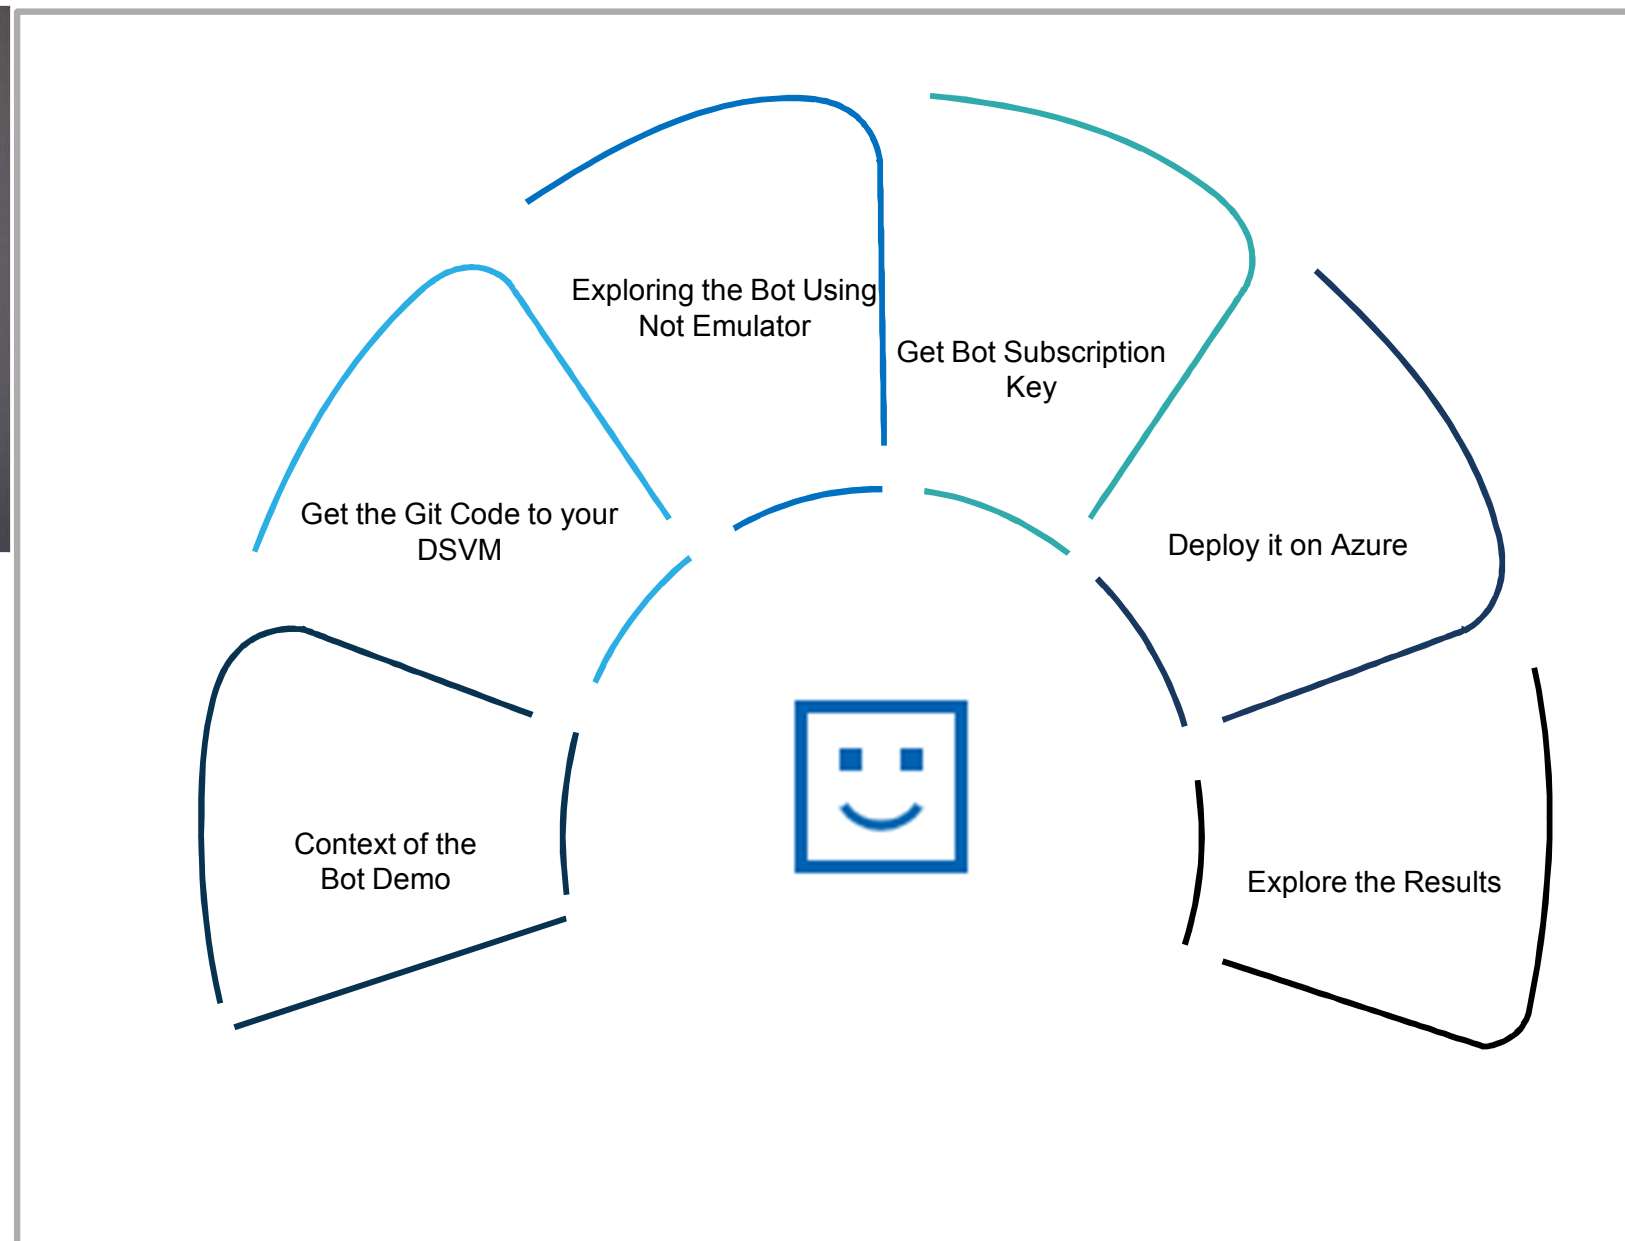 Context of the
Bot Demo
Get the Git Code to your
DSVM
Exploring the Bot Using
Not Emulator
Get Bot Subscription
Key
Deploy it on Azure
Explore the Results